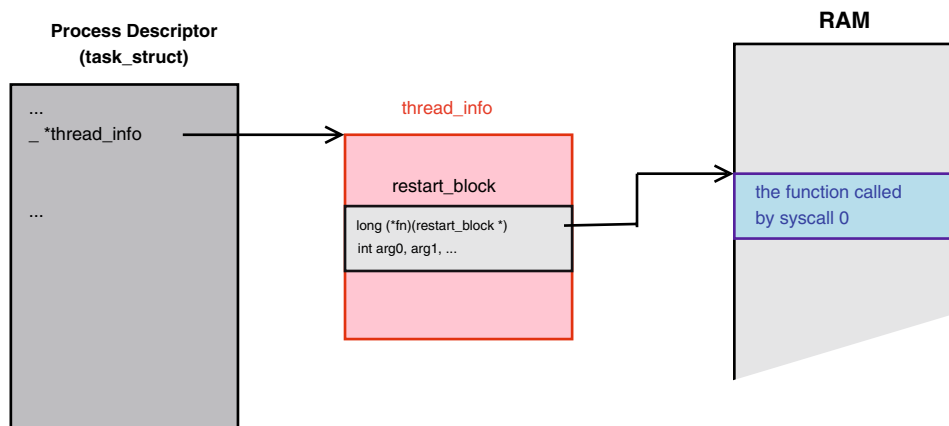 Process Descriptor
(task_struct)
...
_ *thread_info
...
thread_info
restart_block
long (*fn)(restart_block *)
int arg0, arg1, ...
RAM
the function called
by syscall 0